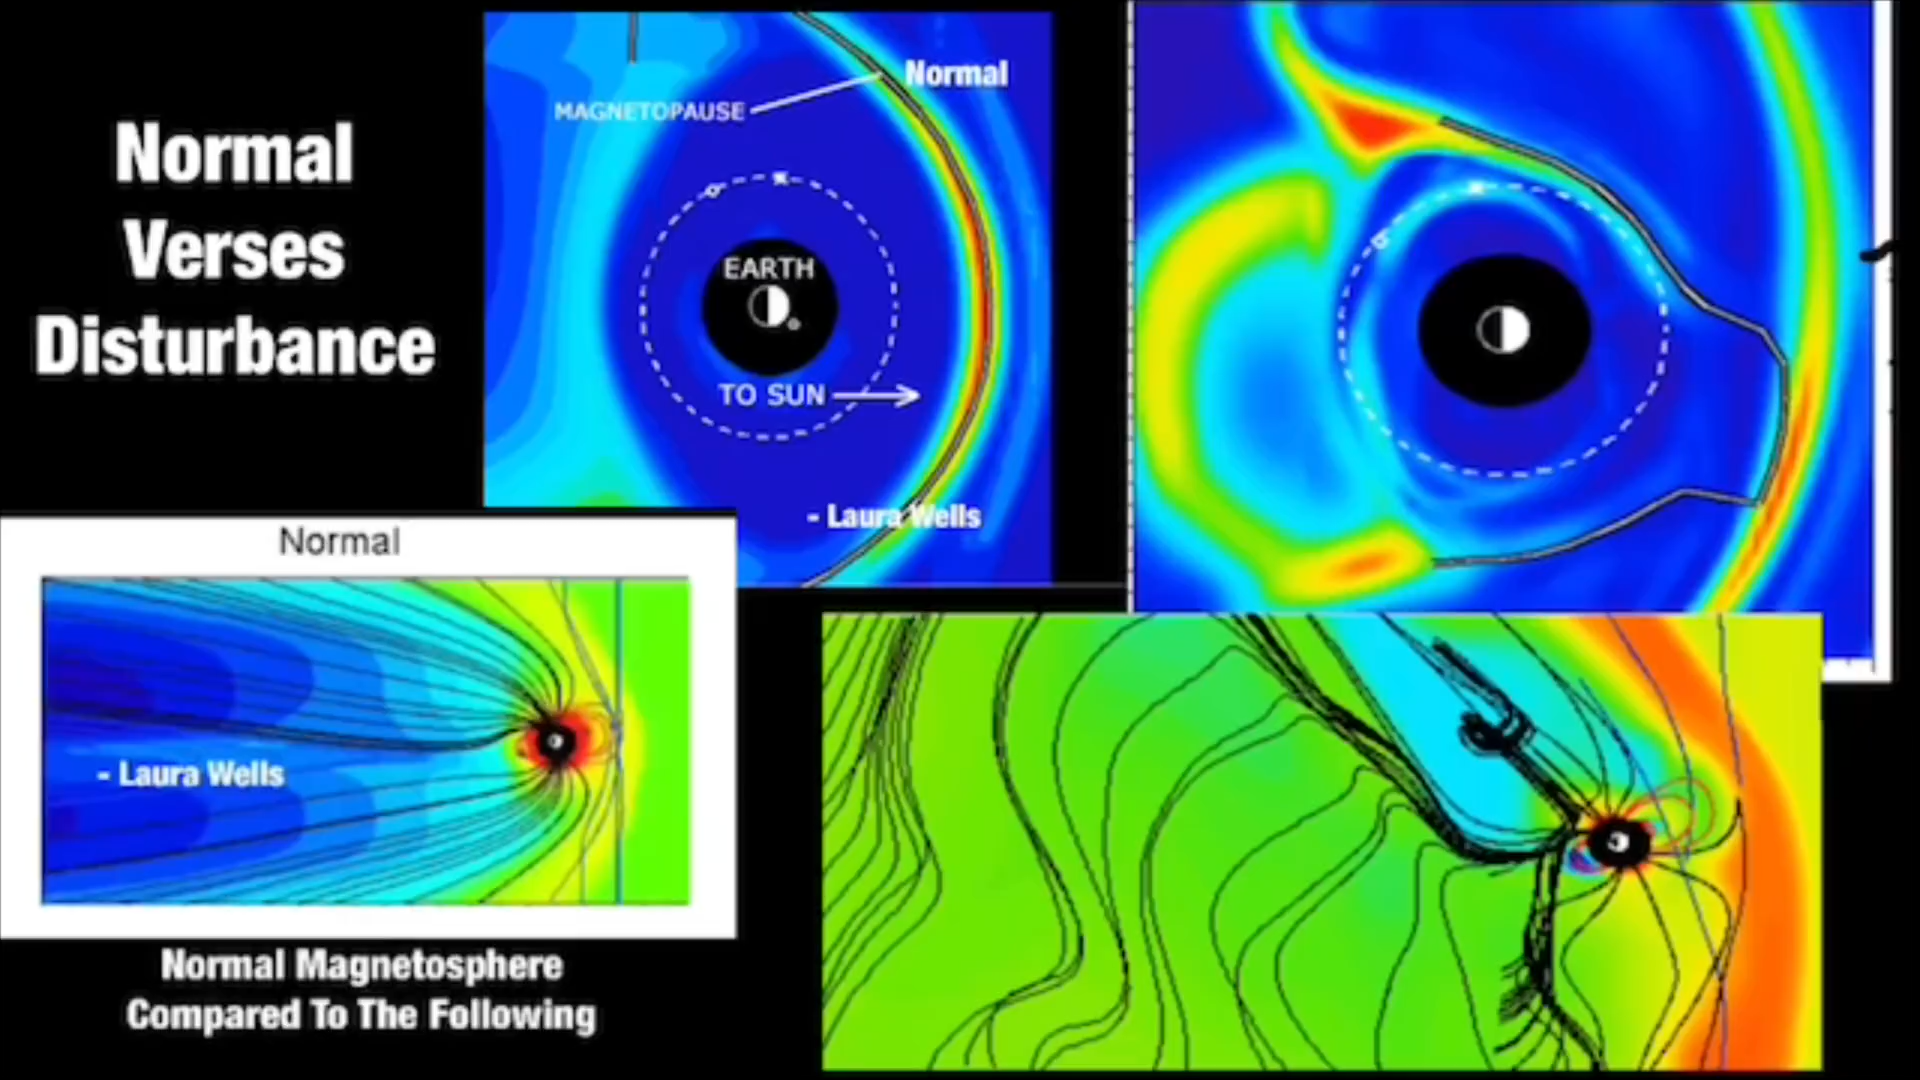 Normal
Verses
Disturbance
Normal
MAGNETOPAUSE
EARTH
TO SUN
- Laura Wells
Normal
- Laura Wells
Normal Magnetosphere
Compared To The Following